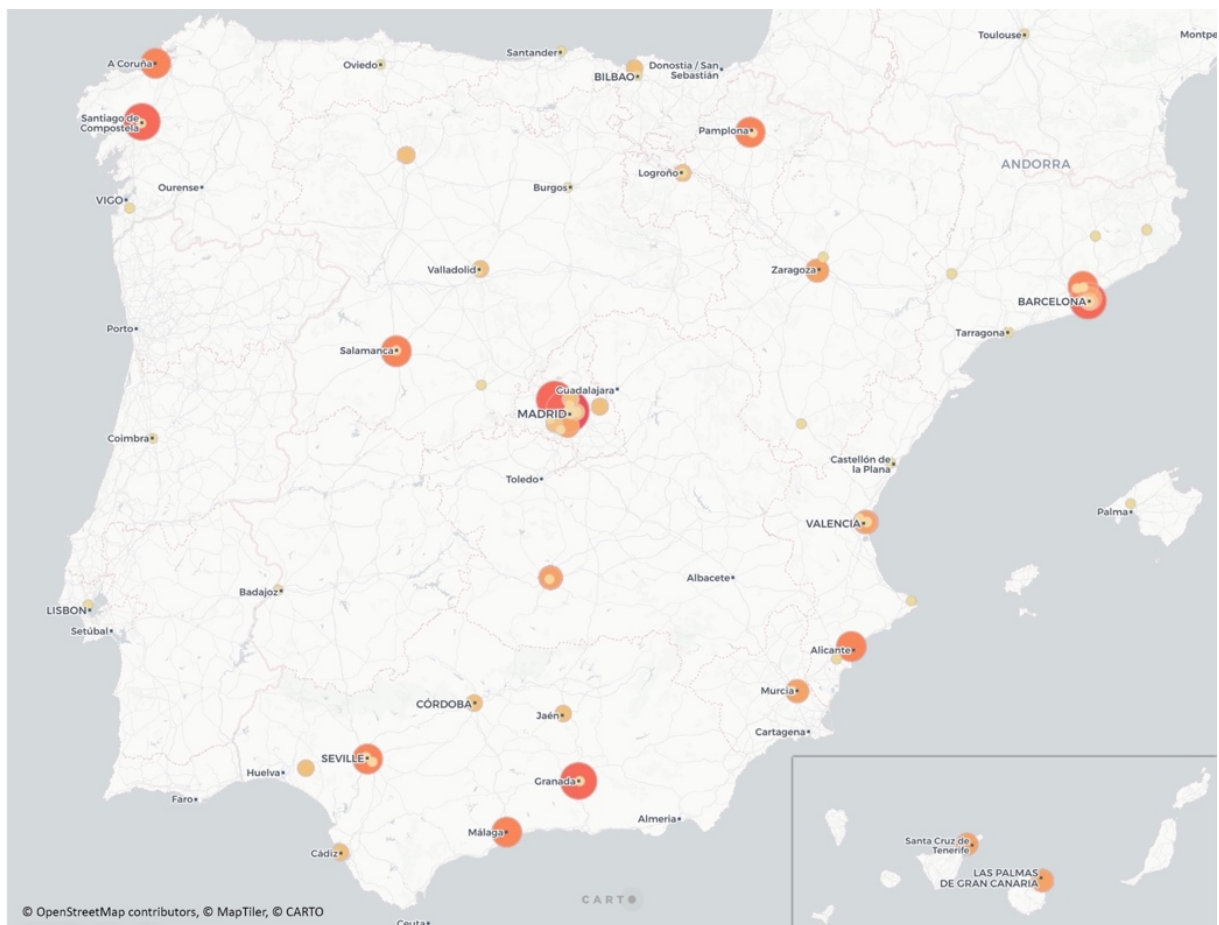 Toulouse
Montpe
Santander
A Coruña
Oviedo
BILBAO
Donostia / San
Sebastián
Santiago de
Compostela
Pamplona
ANDORRA
Logroño
Ourense
Burgos
VIGO
Valladolid
Zaragoza
BARCELONA
Porto
Tarragona
Salamanca
Guadalajara
MADRID
Coimbra
Castellón de
la Plana
Toledo
Palma
VALENCIA
Albacete
Badajoz
LISBON
Setúbal
Alicante
Murcia
CÓRDOBA
Jaén
Cartagena
SEVILLE
Huelva
Granada
Faro
Almeria
Málaga
Cádiz
Santa Cruz de
Tenerife
LAS PALMAS
DE GRAN CANARIA
CARTO
© OpenStreetMap contributors, © MapTiler, © CARTO
Ceuta